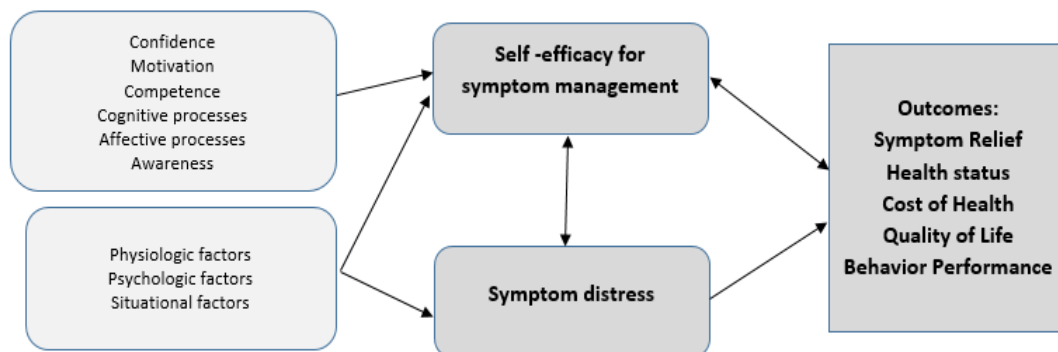 Confidence
Motivation
Competence
Cognitive processes
Affective processes
Awareness
Physiologic factors
Psychologic factors
Situational factors
Self -efficacy for
symptom management
Symptom distress
Outcomes:
Symptom Relief
Health status
Cost of Health
Quality of Life
Behavior Performance